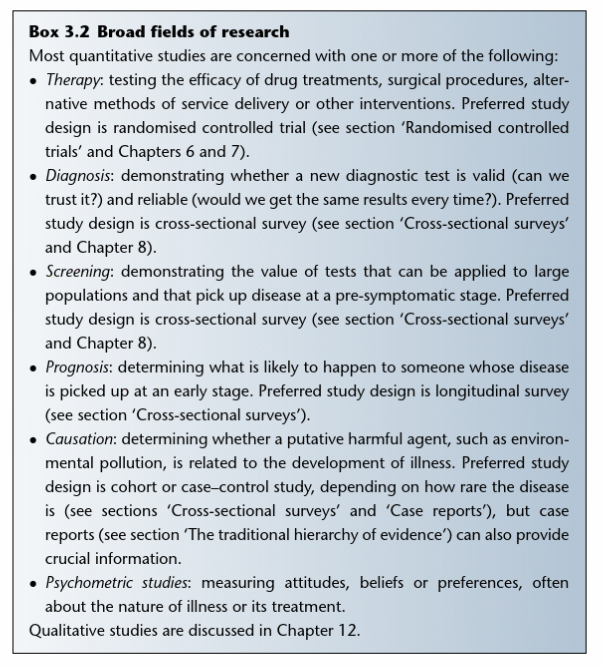 Box 3.2 Broad fields of research
Most quantitative studies are concerned with one or more of the following:
• Therapy: testing the efficacy of drug treatments, surgical procedures, alter-
native methods of service delivery or other interventions. Preferred study
design is randomised controlled trial (see section ‘Randomised controlled
trials’ and Chapters 6 and 7).
• Diagnosis: demonstrating whether a new diagnostic test is valid (can we
trust it?) and reliable (would we get the same results every time?). Preferred
study design is cross-sectional survey (see section ‘Cross-sectional surveys’
and Chapter 8).
• Screening: demonstrating the value of tests that can be applied to large
populations and that pick up disease at a pre-symptomatic stage. Preferred
study design is cross-sectional survey (see section ‘Cross-sectional surveys’
and Chapter 8).
• Prognosis: determining what is likely to happen to someone whose disease
is picked up at an early stage. Preferred study design is longitudinal survey
(see section ‘Cross-sectional surveys’).
• Causation: determining whether a putative harmful agent, such as environ-
mental pollution, is related to the development of illness. Preferred study
design is cohort or case–control study, depending on how rare the disease
is (see sections ‘Cross-sectional surveys’ and ‘Case reports’), but case
reports (see section ‘The traditional hierarchy of evidence’) can also provide
crucial information.
• Psychometric studies: measuring attitudes, beliefs or preferences, often
about the nature of illness or its treatment.
Qualitative studies are discussed in Chapter 12.